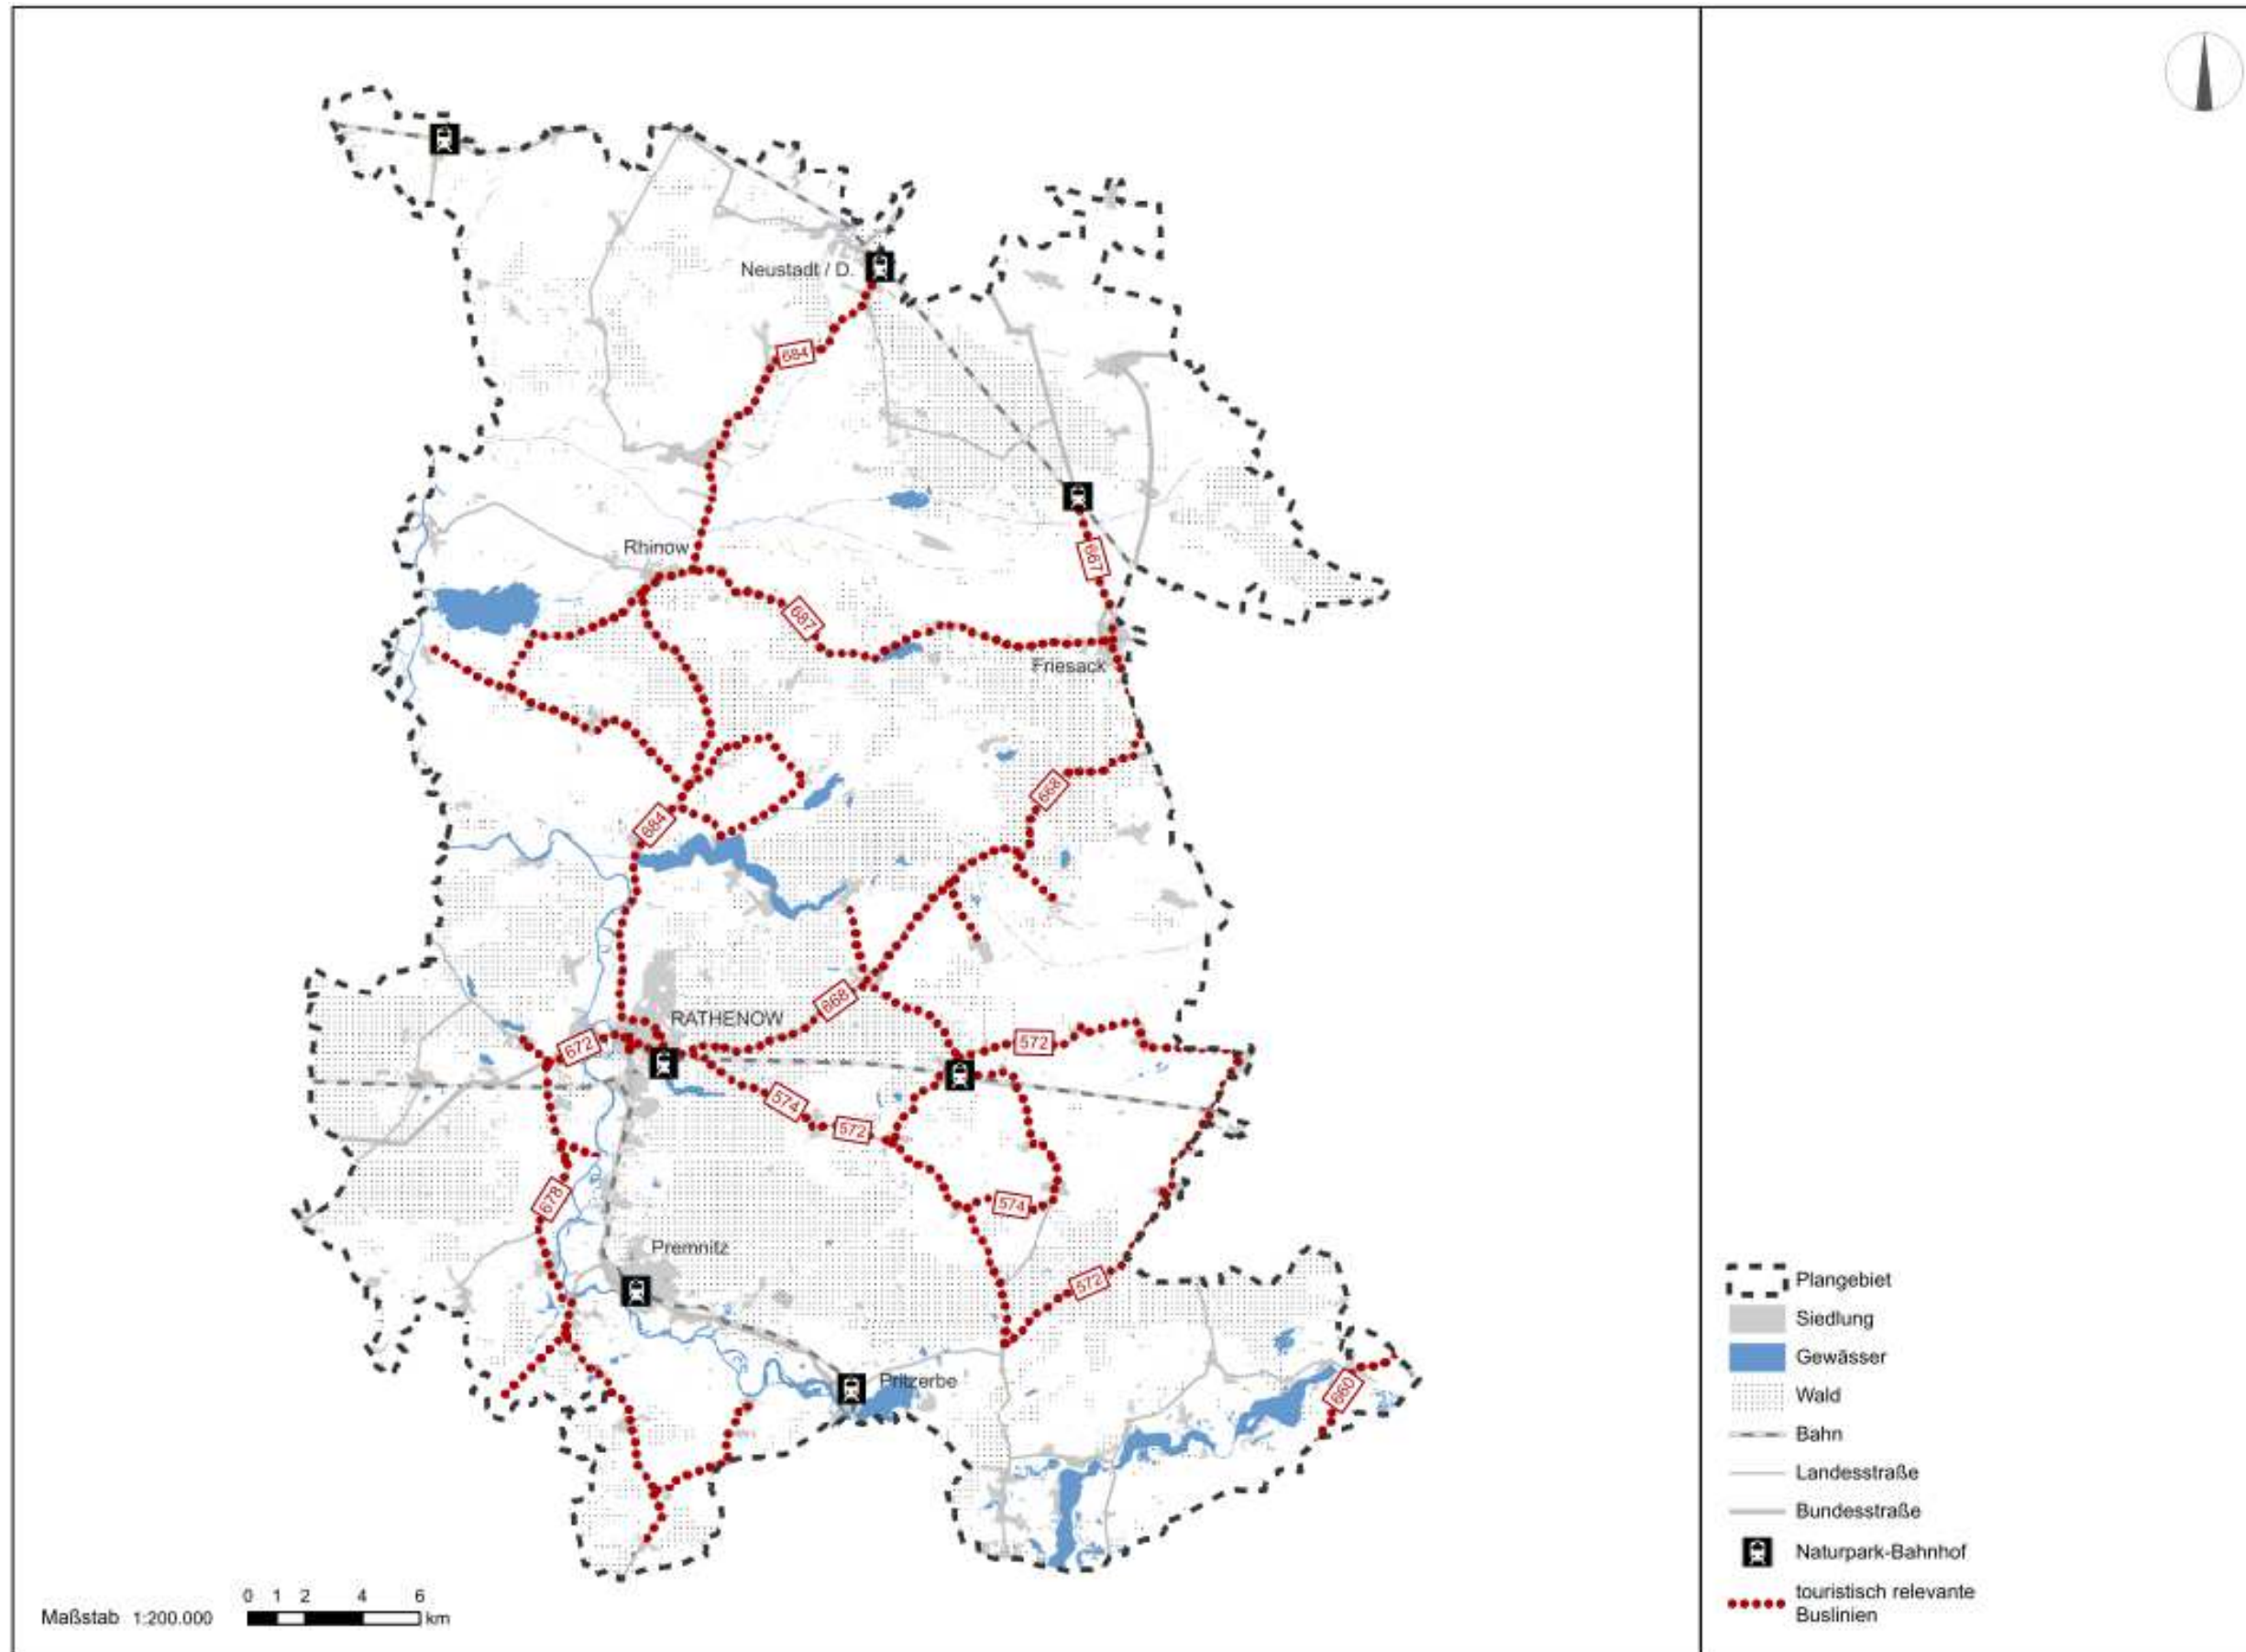 Neustadt / D.
684
Rhinow
667
687
Friesack
668
684
668
RATHENOW
672
572
574
572
678
574
Premnitz
572
Pritzerbe
660
Plangebiet
Siedlung
Gewässer
Wald
Bahn
Landesstraße
Bundesstraße
Naturpark-Bahnhof
touristisch relevante
Buslinien
0 1 2 4 6
Maßstab 1:200.000 km